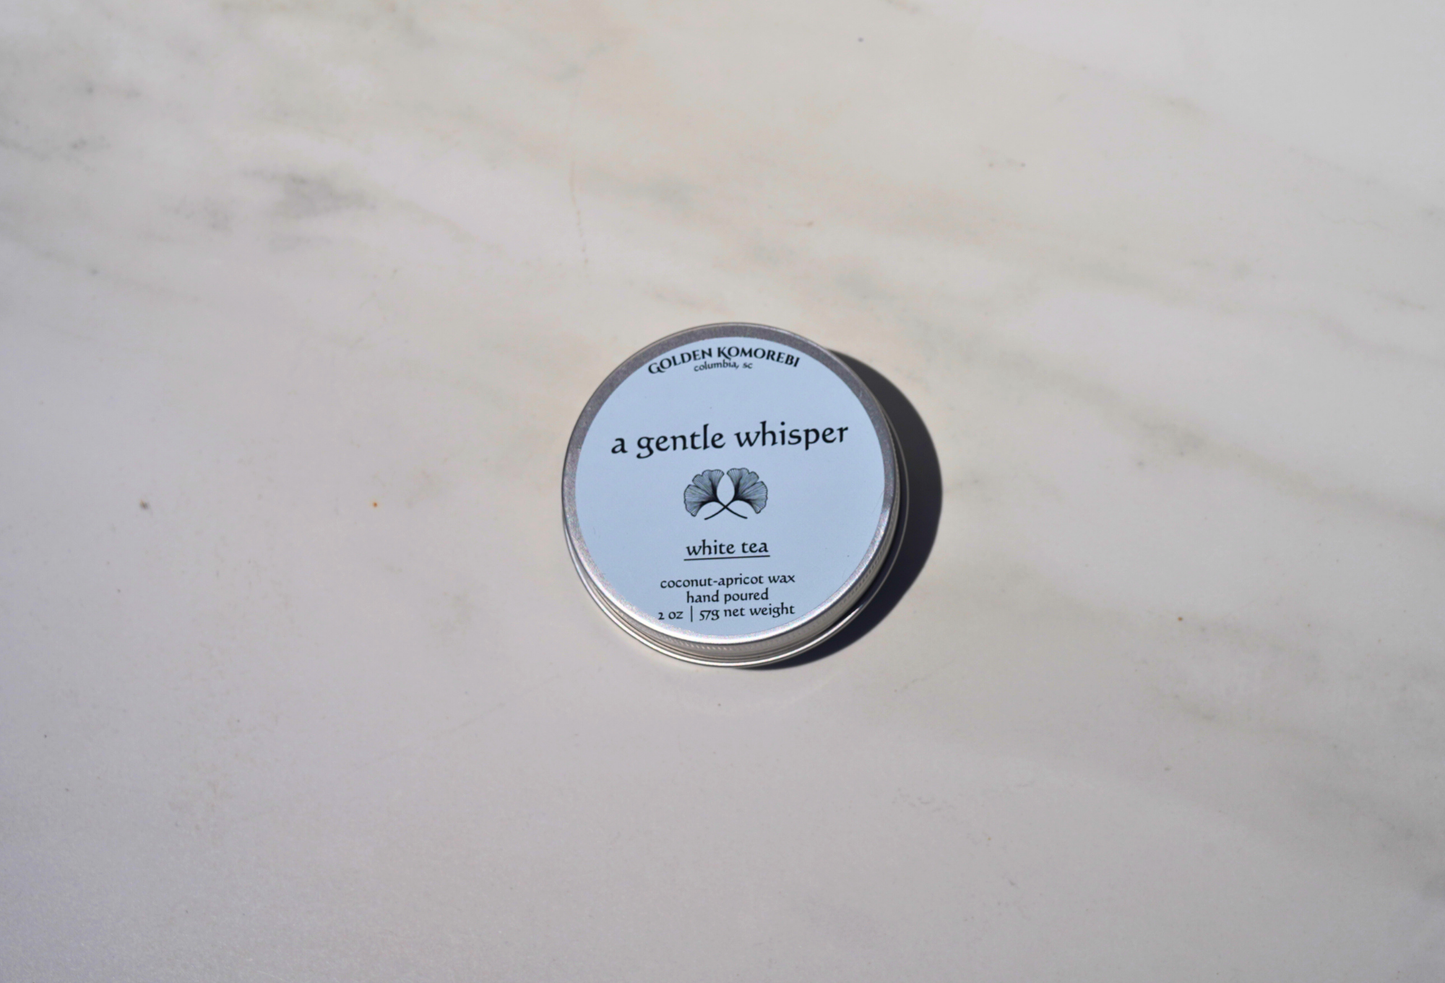 GOLDEN KOMOREBI
columbia, sc
a gentle whisper
white tea
coconut-apricot wax
hand poured
2 oz | 57g net weight